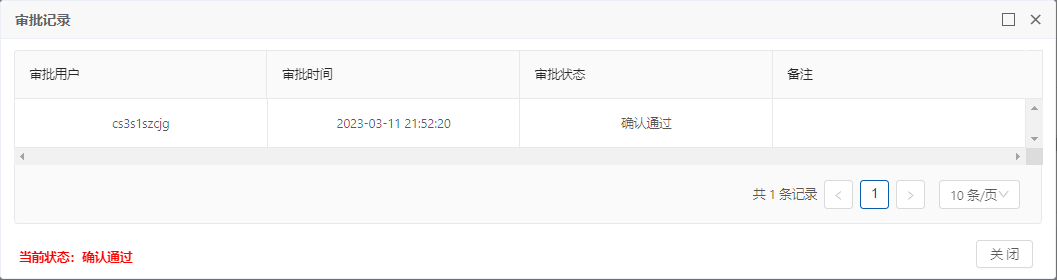 审批记录
审批用户 审批时间 审批状态 备注
cs3s1szcjg 2023-03-11 21:52:20 确认通过
共 1 条记录 < 1 > 10 条/页
当前状态：确认通过 关 闭